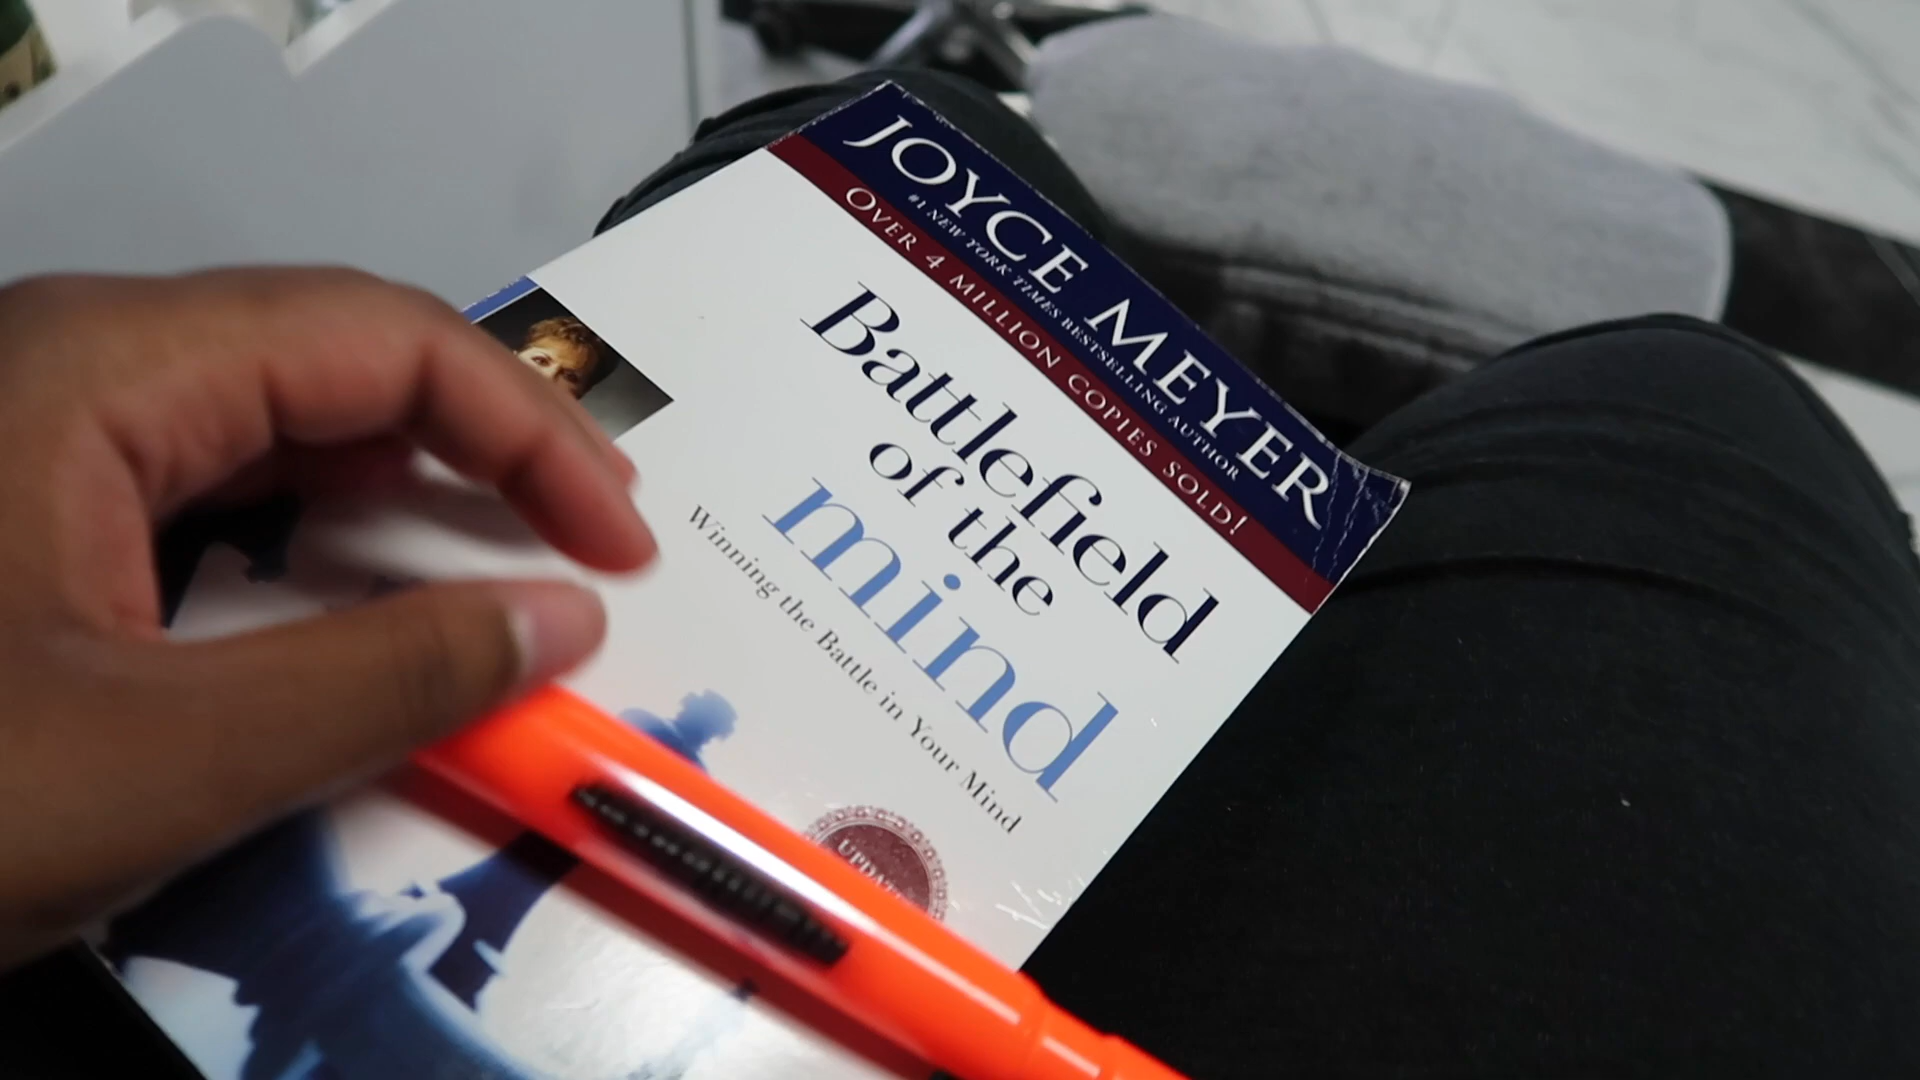 JOYCE MEYER
#1 NEW YORK TIMES BESTSELLING AUTHOR
OVER 4 MILLION COPIES SOLD!
Battlefield
of the
mind
Winning the Battle in Your Mind